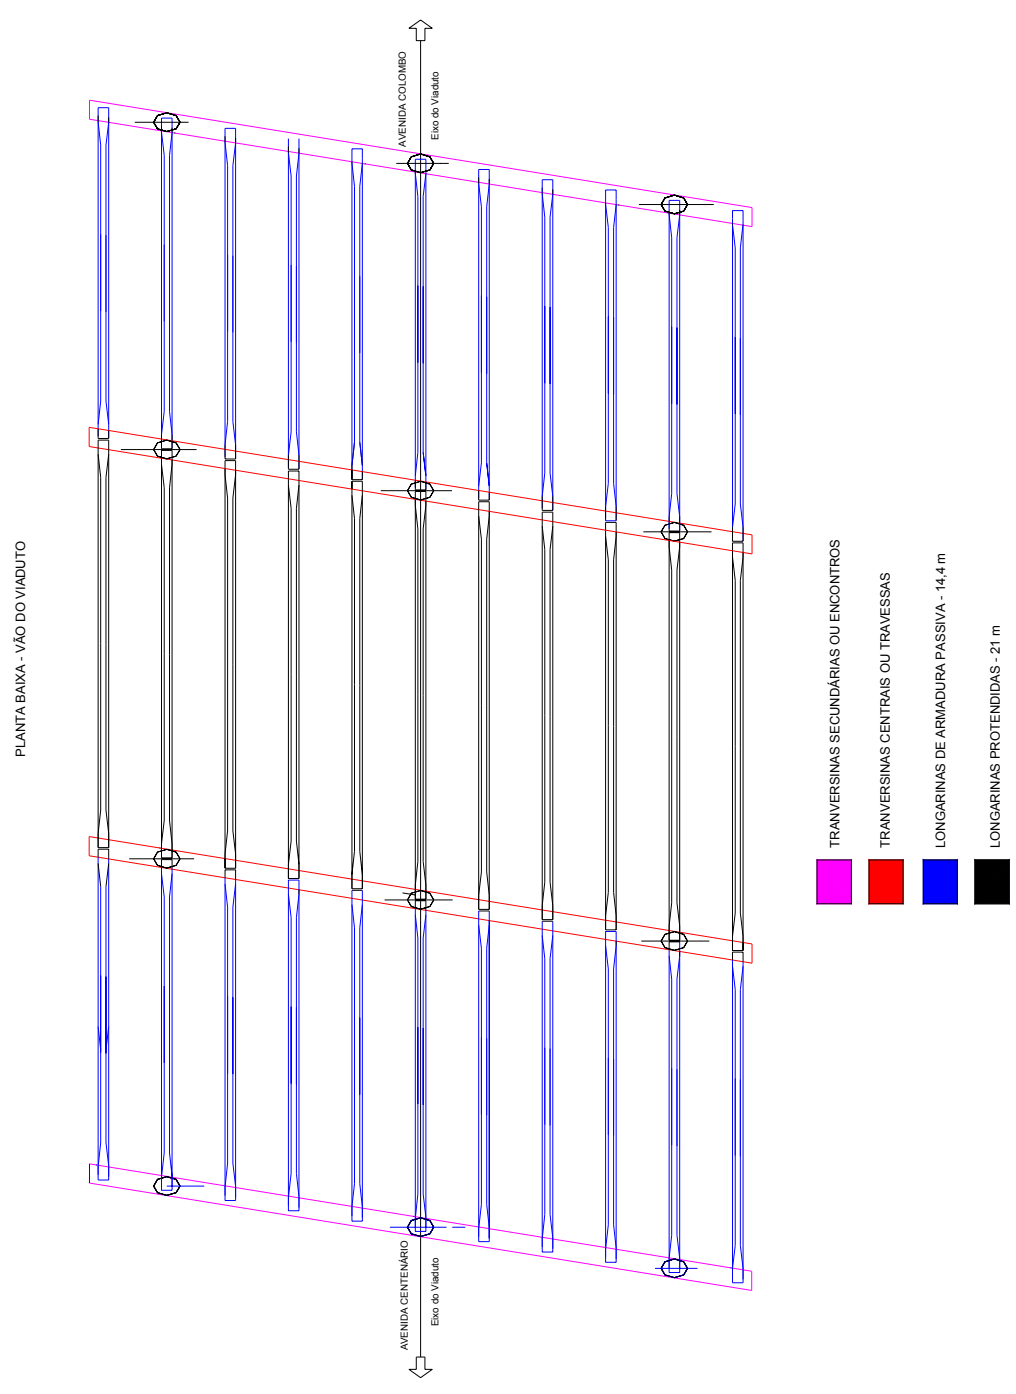 PLANTA BAIXA - VÃO DO VIADUTO
AVENIDA COLOMBO
Eixo do Viaduto
AVENIDA CENTENÁRIO
Eixo do Viaduto
TRANVERSINAS SECUNDÁRIAS OU ENCONTROS
TRANVERSINAS CENTRAIS OU TRAVESSAS
LONGARINAS DE ARMADURA PASSIVA - 14,4 m
LONGARINAS PROTENDIDAS - 21 m